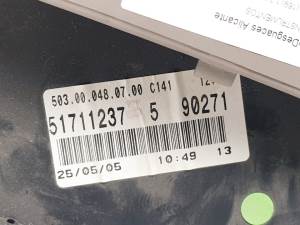 Desguaces Alicante
503.00.048.07.00 C141
51711237 5 90271
25/05/05 10:49 13